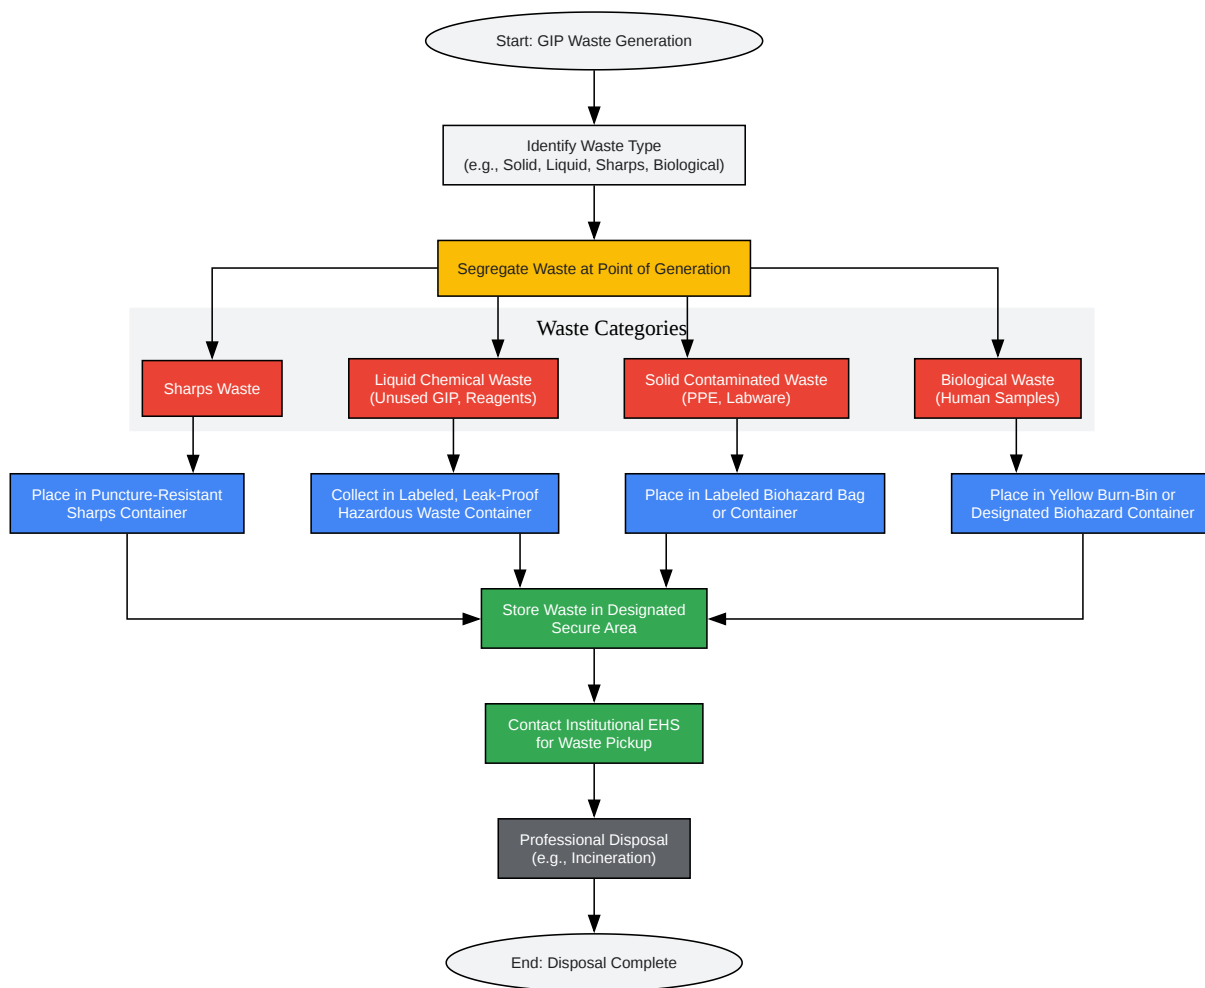 Start: GIP Waste Generation
Identify Waste Type
(e.g., Solid, Liquid, Sharps, Biological)
Segregate Waste at Point of Generation
Waste Categories
Sharps Waste
Liquid Chemical Waste
(Unused GIP, Reagents)
Solid Contaminated Waste
(PPE, Labware)
Biological Waste
(Human Samples)
Place in Puncture-Resistant
Sharps Container
Collect in Labeled, Leak-Proof
Hazardous Waste Container
Place in Labeled Biohazard Bag
or Container
Place in Yellow Burn-Bin or
Designated Biohazard Container
Store Waste in Designated
Secure Area
Contact Institutional EHS
for Waste Pickup
Professional Disposal
(e.g., Incineration)
End: Disposal Complete